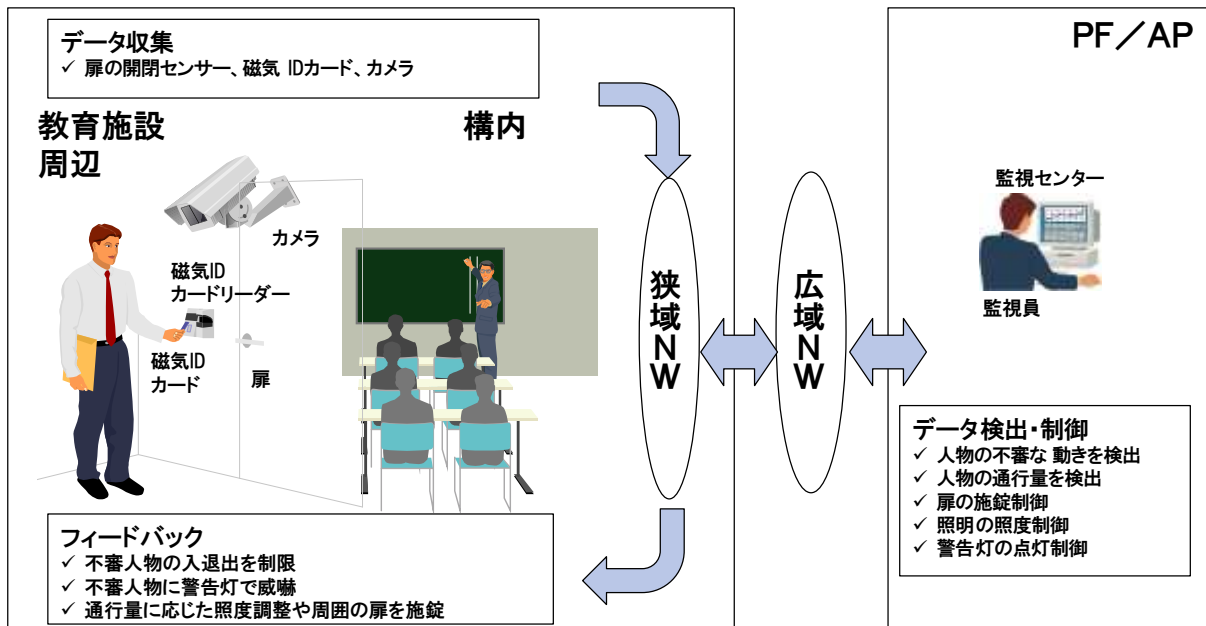 データ収集
✓ 扉の開閉センサー、磁気 IDカード、カメラ
教育施設
周辺
構内
カメラ
磁気ID
カードリーダー
磁気ID
カード
扉
狭域NW
広域NW
PF/AP
監視センター
監視員
データ検出・制御
✓ 人物の不審な 動きを検出
✓ 人物の通行量を検出
✓ 扉の施錠制御
✓ 照明の照度制御
✓ 警告灯の点灯制御
フィードバック
✓ 不審人物の入退出を制限
✓ 不審人物に警告灯で威嚇
✓ 通行量に応じた照度調整や周囲の扉を施錠